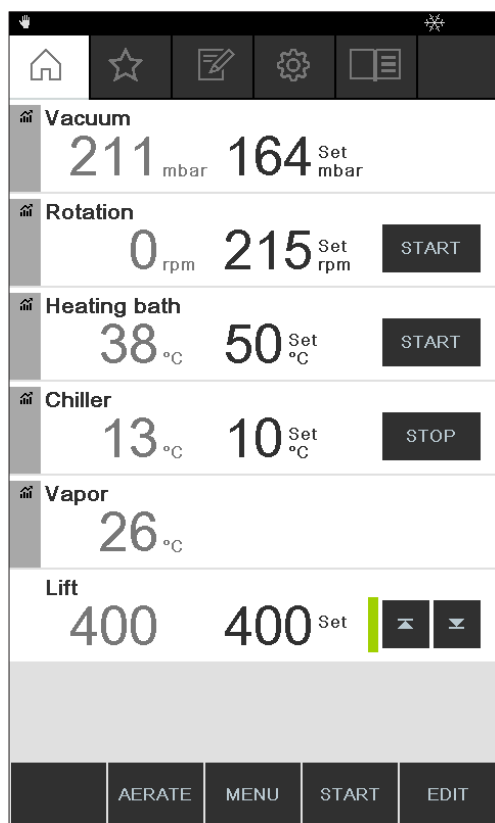 Vacuum
211 mbar 164 Set mbar
Rotation
0 rpm 215 Set rpm START
Heating bath
38 °C 50 Set °C START
Chiller
13 °C 10 Set °C STOP
Vapor
26 °C
Lift
400 400 Set
AERATE MENU START EDIT